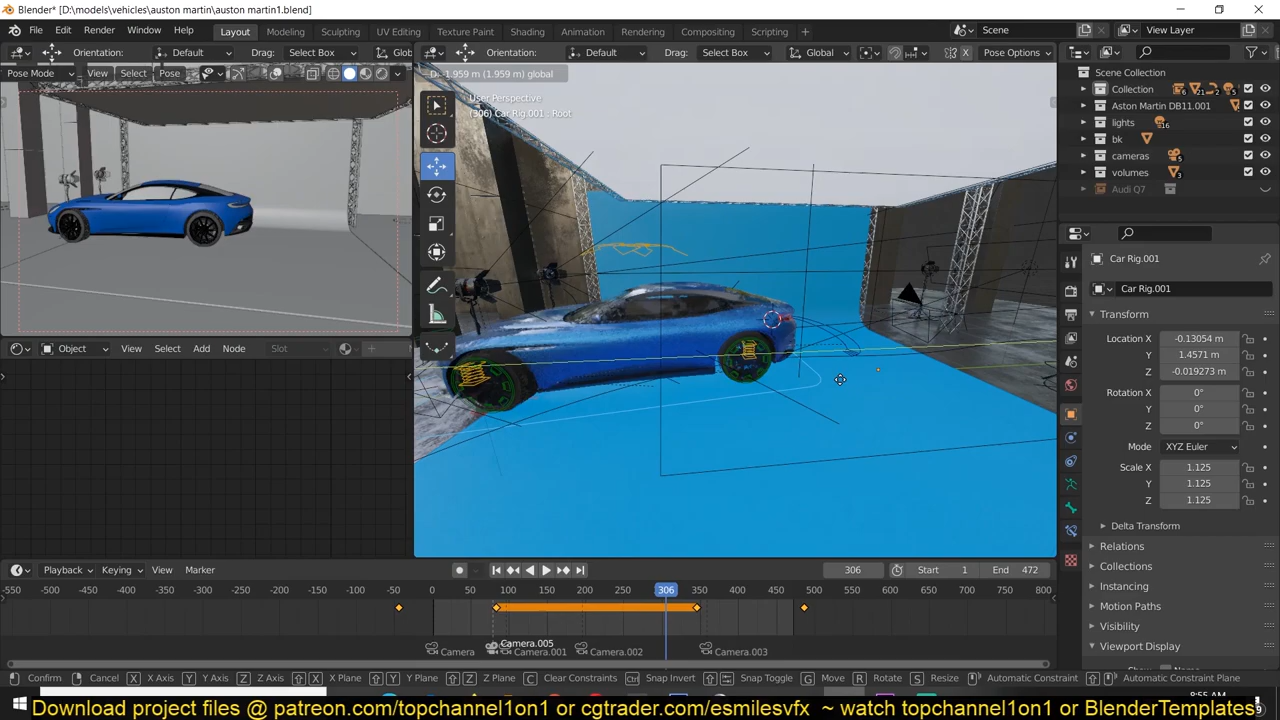 Blender* [D:\models\vehicles\auston martin\auston martin1.blend]
File Edit Render Window Help Layout Modeling Sculpting UV Editing Texture Paint Shading Animation Rendering Compositing Scripting + Scene View Layer
Orientation: Default Drag: Select Box Glob Orientation: Default Drag: Select Box Global X Pose Options
Pose Mode View Select Pose D: -1.959 m (1.959 m) global
Scene Collection
User Perspective
(306) Car Rig.001 : Root
Collection
Aston Martin DB11.001
lights 16
bk
cameras 5
volumes 3
Audi Q7
Car Rig.001
Car Rig.001
Transform
Location X -0.13054 m
Y 1.4571 m
Z -0.019273 m
Rotation X 0°
Y 0°
Z 0°
Mode XYZ Euler
Scale X 1.125
Y 1.125
Z 1.125
Delta Transform
Relations
Collections
Instancing
Motion Paths
Visibility
Viewport Display
Object View Select Add Node Slot
Playback Keying View Marker 306 Start 1 End 472
-550 -500 -450 -400 -350 -300 -250 -200 -150 -100 -50 0 50 100 150 200 250 306 350 400 450 500 550 600 650 700 750 800
Camera.005
Camera Camera.001 Camera.002 Camera.003
Confirm Cancel X X Axis Y Y Axis Z Z Axis X X Plane Y Y Plane Z Z Plane C Clear Constraints Ctrl Snap Invert Snap Toggle G Move R Rotate S Resize Automatic Constraint Automatic Constraint Plane
8:55 AM
Download project files @ patreon.com/topchannel1on1 or cgtrader.com/esmilesvfx ~ watch topchannel1on1 or BlenderTemplates